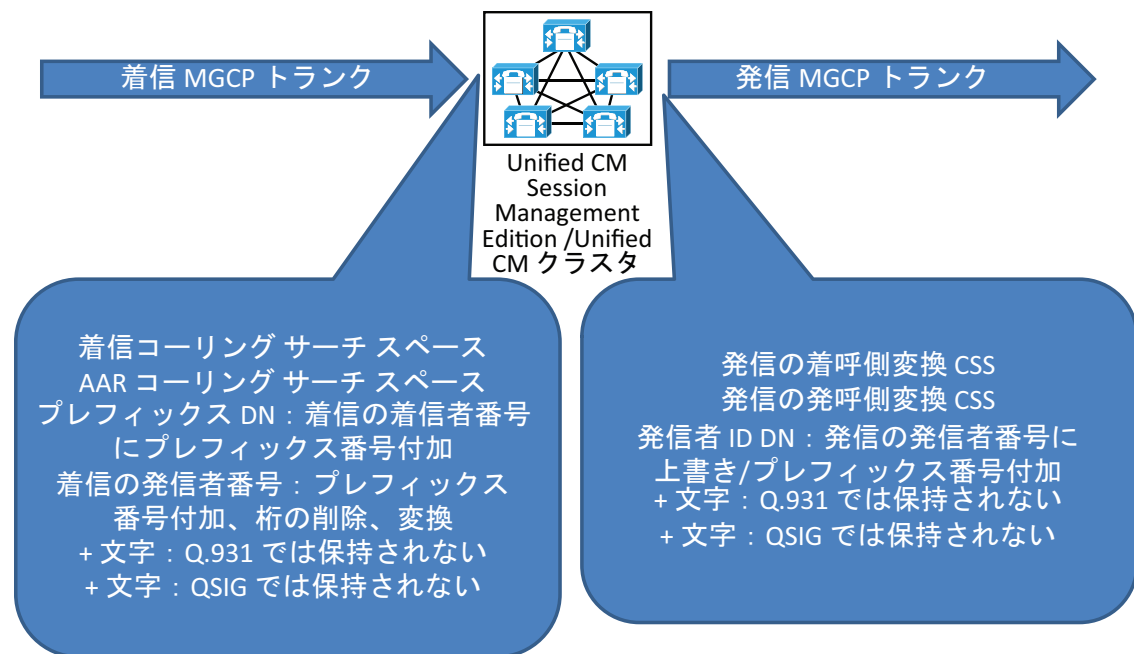 着信 MGCP トランク
発信 MGCP トランク
Unified CM
Session
Management
Edition /Unified
CM クラスタ
着信コーリング サーチ スペース
AAR コーリング サーチ スペース
プレフィックス DN：着信の着信者番号
にプレフィックス番号付加
着信の発信者番号：プレフィックス
番号付加、桁の削除、変換
+ 文字：Q.931 では保持されない
+ 文字：QSIG では保持されない
発信の着呼側変換 CSS
発信の発呼側変換 CSS
発信者 ID DN：発信の発信者番号に
上書き/プレフィックス番号付加
+ 文字：Q.931 では保持されない
+ 文字：QSIG では保持されない